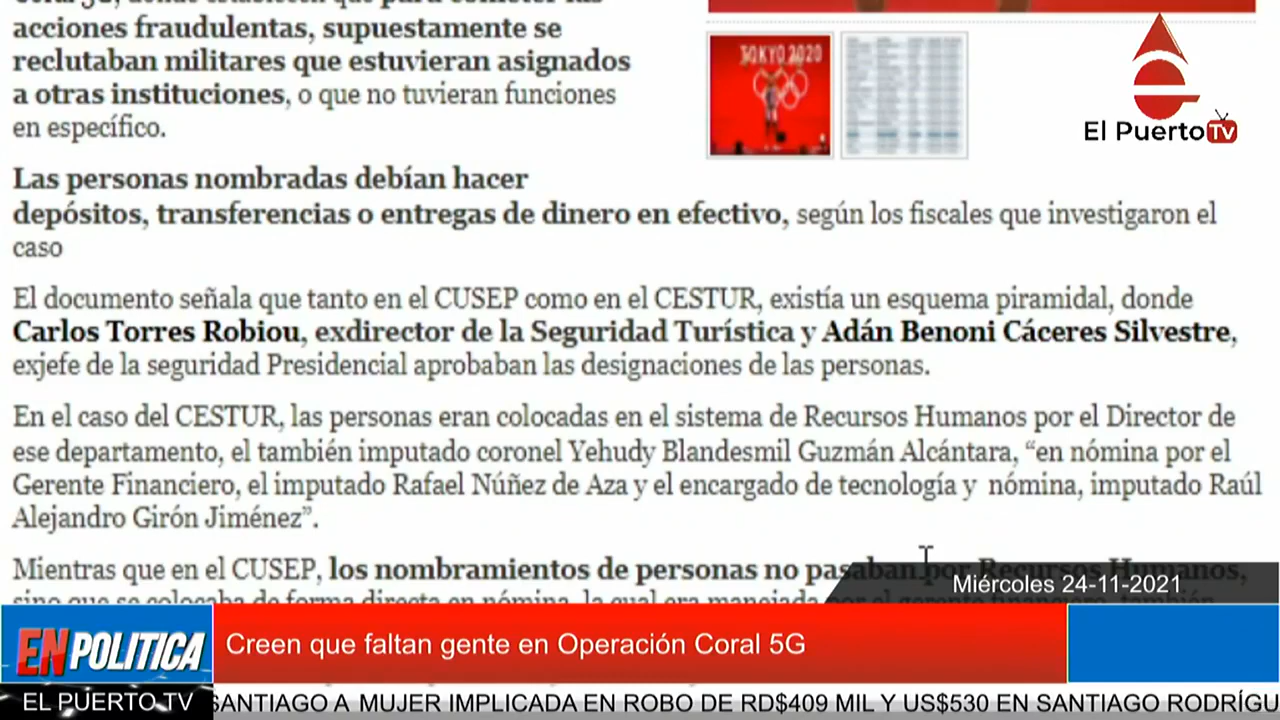 acciones fraudulentas, supuestamente se
reclutaban militares que estuvieran asignados
a otras instituciones, o que no tuvieran funciones
en específico.
TOKYO 2020
El Puerto TV
Las personas nombradas debían hacer
depósitos, transferencias o entregas de dinero en efectivo, según los fiscales que investigaron el
caso
El documento señala que tanto en el CUSEP como en el CESTUR, existía un esquema piramidal, donde
Carlos Torres Robiou, exdirector de la Seguridad Turística y Adán Benoni Cáceres Silvestre,
exjefe de la seguridad Presidencial aprobaban las designaciones de las personas.
En el caso del CESTUR, las personas eran colocadas en el sistema de Recursos Humanos por el Director de
ese departamento, el también imputado coronel Yehudy Blandesmil Guzmán Alcántara, “en nómina por el
Gerente Financiero, el imputado Rafael Núñez de Aza y el encargado de tecnología y nómina, imputado Raúl
Alejandro Girón Jiménez”.
Mientras que en el CUSEP, los nombramientos de personas no pasaban por Recursos Humanos,
Miércoles 24-11-2021
EN POLITICA
Creen que faltan gente en Operación Coral 5G
EL PUERTO TV
SANTIAGO A MUJER IMPLICADA EN ROBO DE RD$409 MIL Y US$530 EN SANTIAGO RODRÍGU